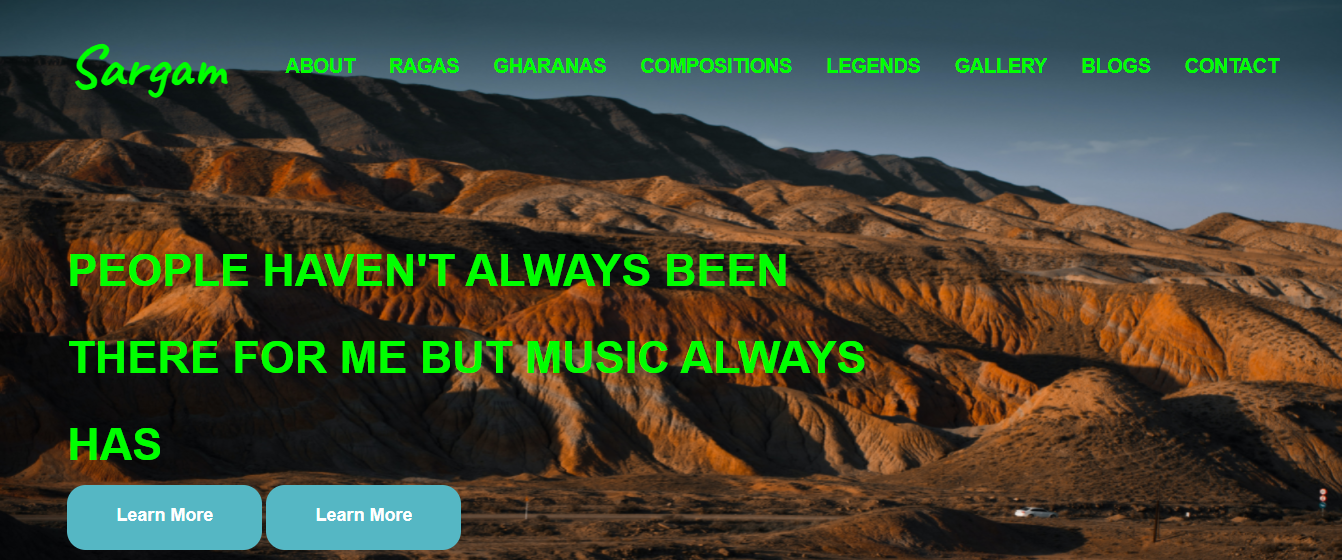 Sargam
ABOUT RAGAS GHARANAS COMPOSITIONS LEGENDS GALLERY BLOGS CONTACT
PEOPLE HAVEN'T ALWAYS BEEN
THERE FOR ME BUT MUSIC ALWAYS
HAS
Learn More Learn More